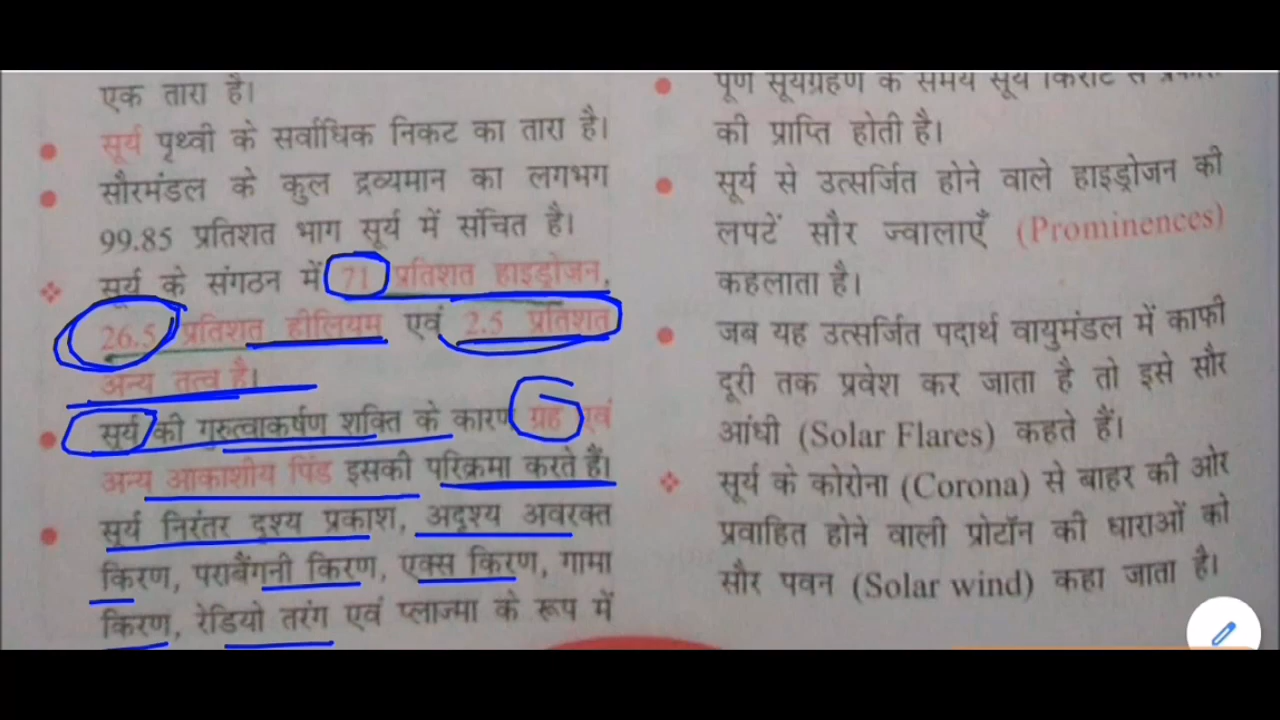 एक तारा है।
सूर्य पृथ्वी के सर्वाधिक निकट का तारा है।
सौरमंडल के कुल द्रव्यमान का लगभग
99.85 प्रतिशत भाग सूर्य में संचित है।
सूर्य के संगठन में 71 प्रतिशत हाइड्रोजन,
26.5 प्रतिशत हीलियम एवं 2.5 प्रतिशत
अन्य तत्व है।
सूर्य की गुरुत्वाकर्षण शक्ति के कारण ग्रह एवं
अन्य आकाशीय पिंड इसकी परिक्रमा करते हैं।
सूर्य निरंतर दृश्य प्रकाश, अदृश्य अवरक्त
किरण, पराबैंगनी किरण, एक्स किरण, गामा
किरण, रेडियो तरंग एवं प्लाज्मा के रूप में
पूर्ण सूर्यग्रहण के समय सूर्य किरीट से
की प्राप्ति होती है।
सूर्य से उत्सर्जित होने वाले हाइड्रोजन की
लपटें सौर ज्वालाएँ (Prominences)
कहलाता है।
जब यह उत्सर्जित पदार्थ वायुमंडल में काफी
दूरी तक प्रवेश कर जाता है तो इसे सौर
आंधी (Solar Flares) कहते हैं।
सूर्य के कोरोना (Corona) से बाहर की ओर
प्रवाहित होने वाली प्रोटॉन की धाराओं को
सौर पवन (Solar wind) कहा जाता है।